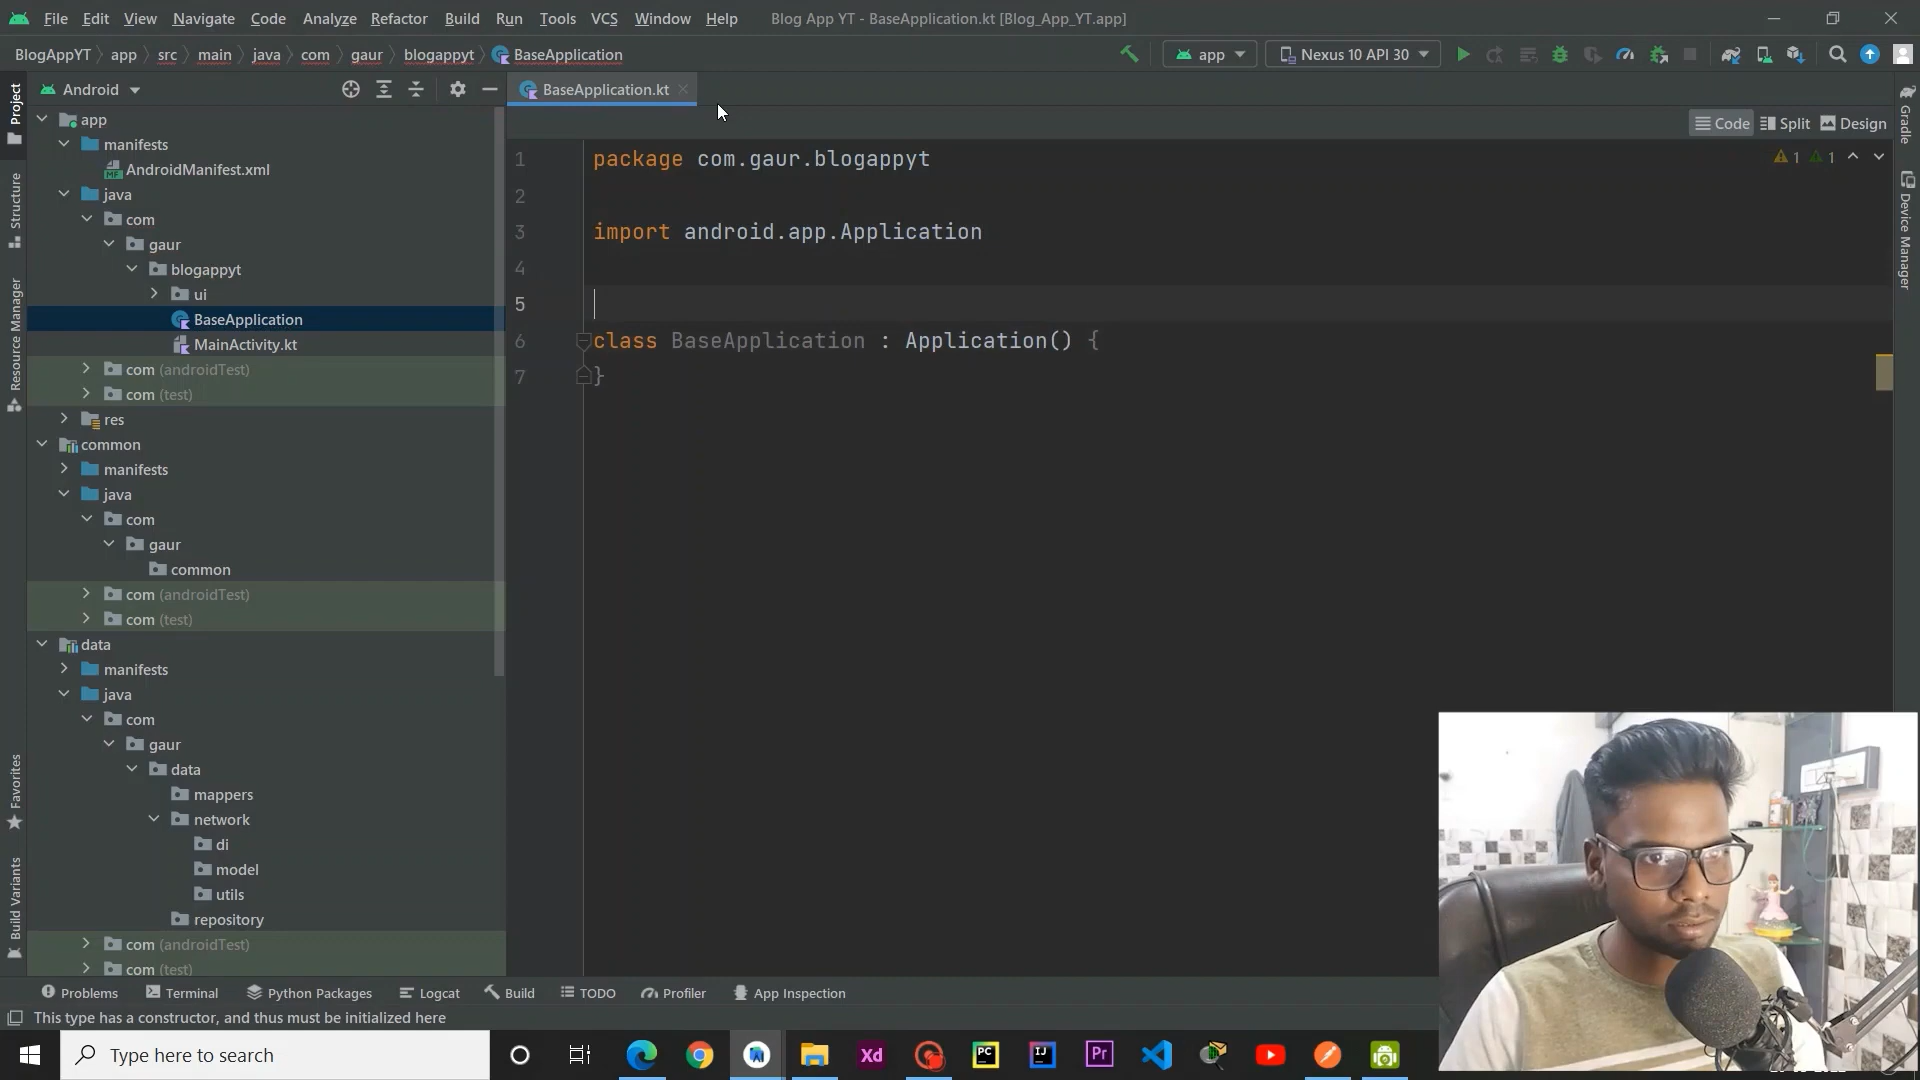 File Edit View Navigate Code Analyze Refactor Build Run Tools VCS Window Help Blog App YT - BaseApplication.kt [Blog_App_YT.app]
BlogAppYT app src main java com gaur blogappyt BaseApplication app Nexus 10 API 30
Project
Android
BaseApplication.kt
Code Split Design
app
manifests
AndroidManifest.xml
java
com
gaur
blogappyt
ui
BaseApplication
MainActivity.kt
com (androidTest)
com (test)
res
common
manifests
java
com
gaur
common
com (androidTest)
com (test)
data
manifests
java
com
gaur
data
mappers
network
di
model
utils
repository
com (androidTest)
com (test)
Structure
Resource Manager
Favorites
Build Variants
1 package com.gaur.blogappyt
2
3 import android.app.Application
4
5
6 class BaseApplication : Application() {
7 }
1 1
Gradle
Device Manager
Problems Terminal Python Packages Logcat Build TODO Profiler App Inspection
This type has a constructor, and thus must be initialized here
Type here to search
Xd
PC
IJ
Pr